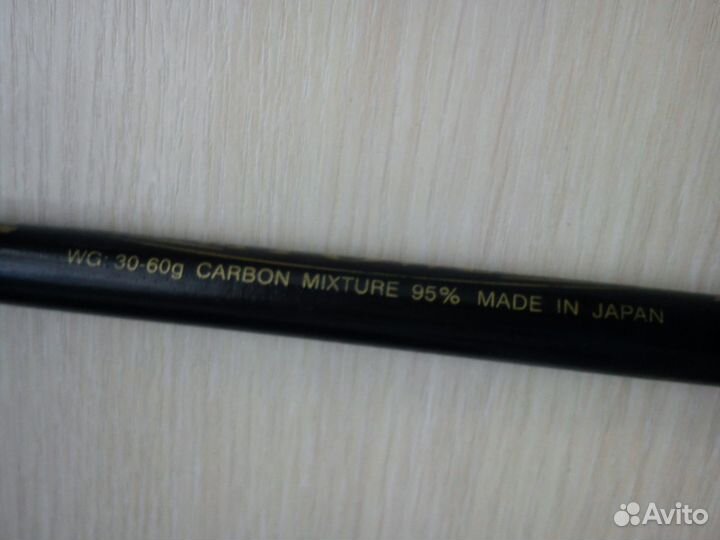 WG: 30-60g CARBON MIXTURE 95% MADE IN JAPAN
Avito